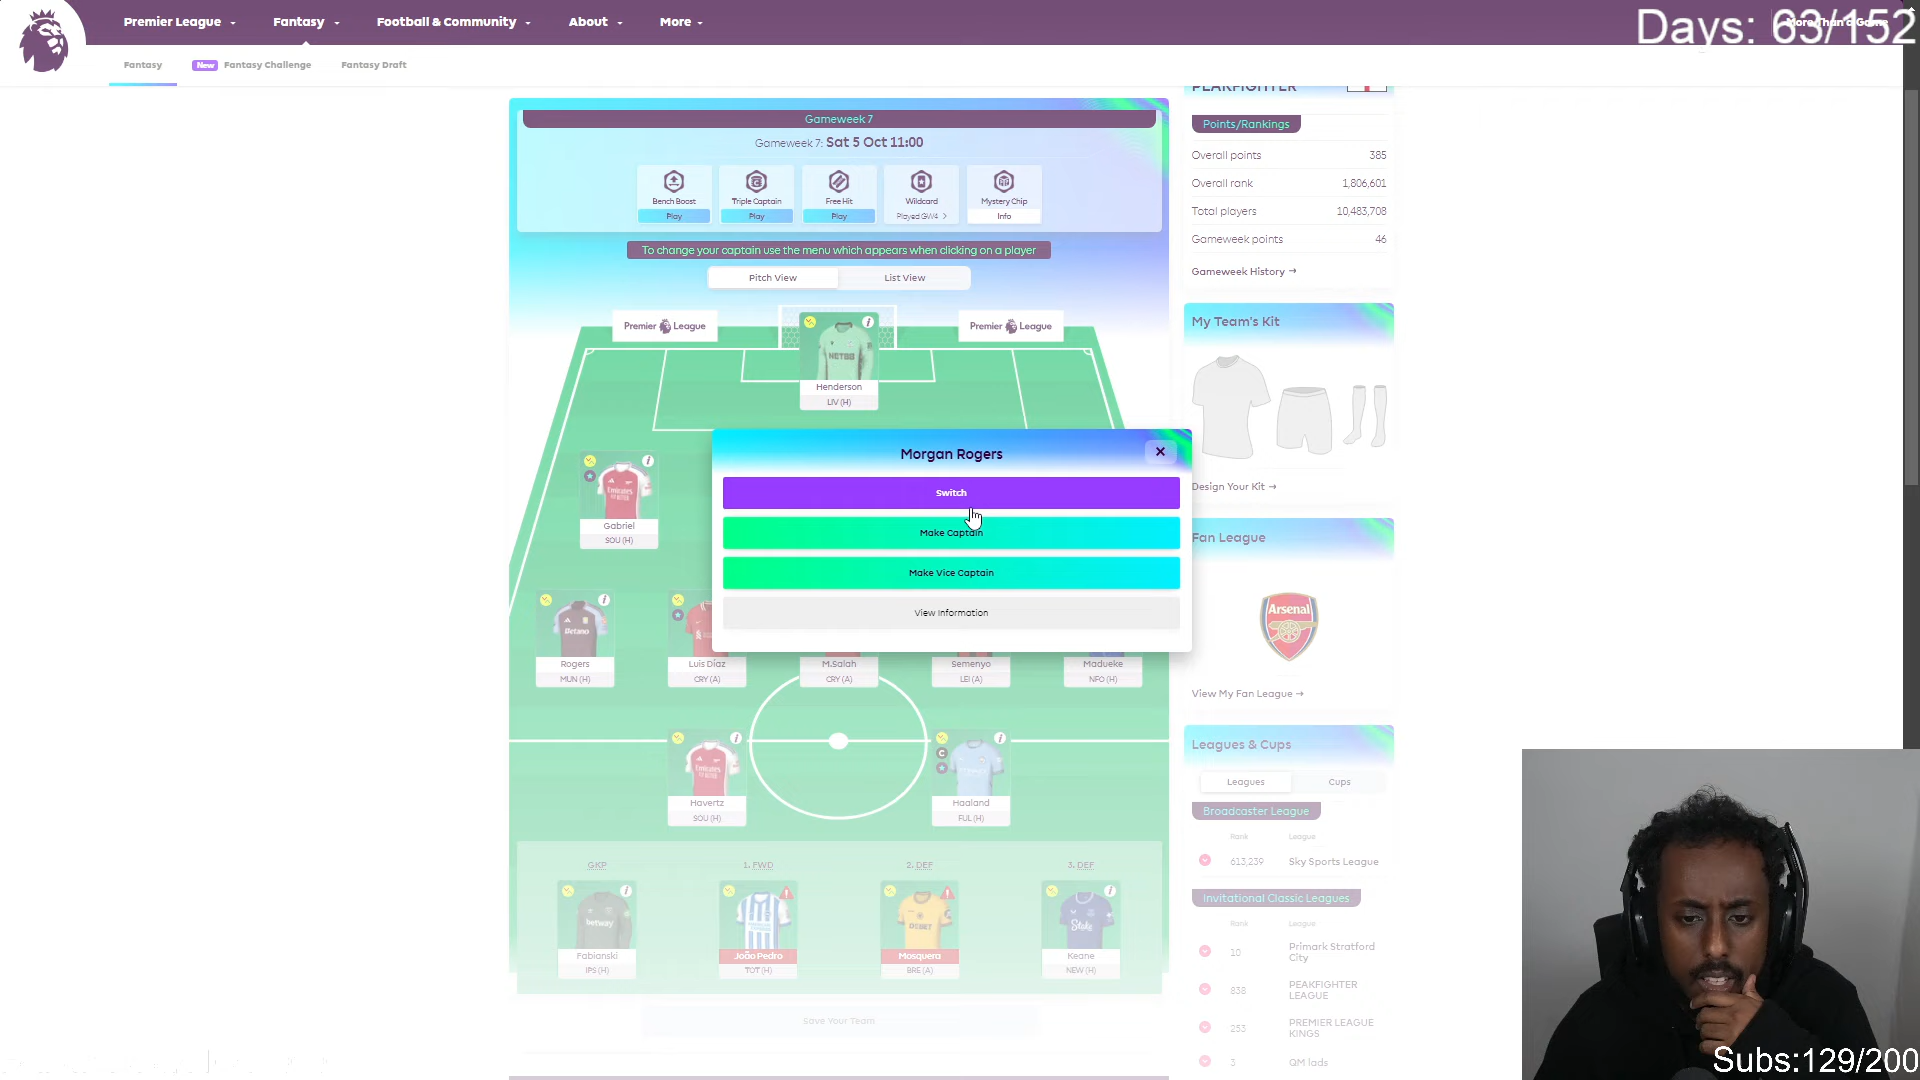 Premier League
Fantasy
Football & Community
About
More
Days: 63/152
Fantasy
New Fantasy Challenge
Fantasy Draft
PEAKFIGHTER
Gameweek 7
Gameweek 7: Sat 5 Oct 11:00
Bench Boost
Play
Triple Captain
Play
Free Hit
Play
Wildcard
Played GW4 >
Mystery Chip
Info
To change your captain use the menu which appears when clicking on a player
Pitch View
List View
Premier League
Premier League
Henderson
LIV (H)
Gabriel
SOU (H)
Morgan Rogers
Switch
Make Captain
Make Vice Captain
View Information
Rogers
MUN (H)
Luis Díaz
CRY (A)
M.Salah
CRY (A)
Semenyo
LEI (A)
Madueke
NFO (H)
Havertz
SOU (H)
C
Haaland
FUL (H)
GKP
1. FWD
2. DEF
3. DEF
betway
Fabianski
IPS (H)
João Pedro
TOT (H)
Mosquera
BRE (A)
Stake
Keane
NEW (H)
Save Your Team
Points/Rankings
Overall points 385
Overall rank 1,806,601
Total players 10,483,708
Gameweek points 46
Gameweek History →
My Team's Kit
Design Your Kit →
Fan League
Arsenal
View My Fan League →
Leagues & Cups
Leagues
Cups
Broadcaster League
Rank League
613,239 Sky Sports League
Invitational Classic Leagues
Rank League
10 Primark Stratford City
838 PEAKFIGHTER LEAGUE
253 PREMIER LEAGUE KINGS
3 QM lads
Subs:129/200